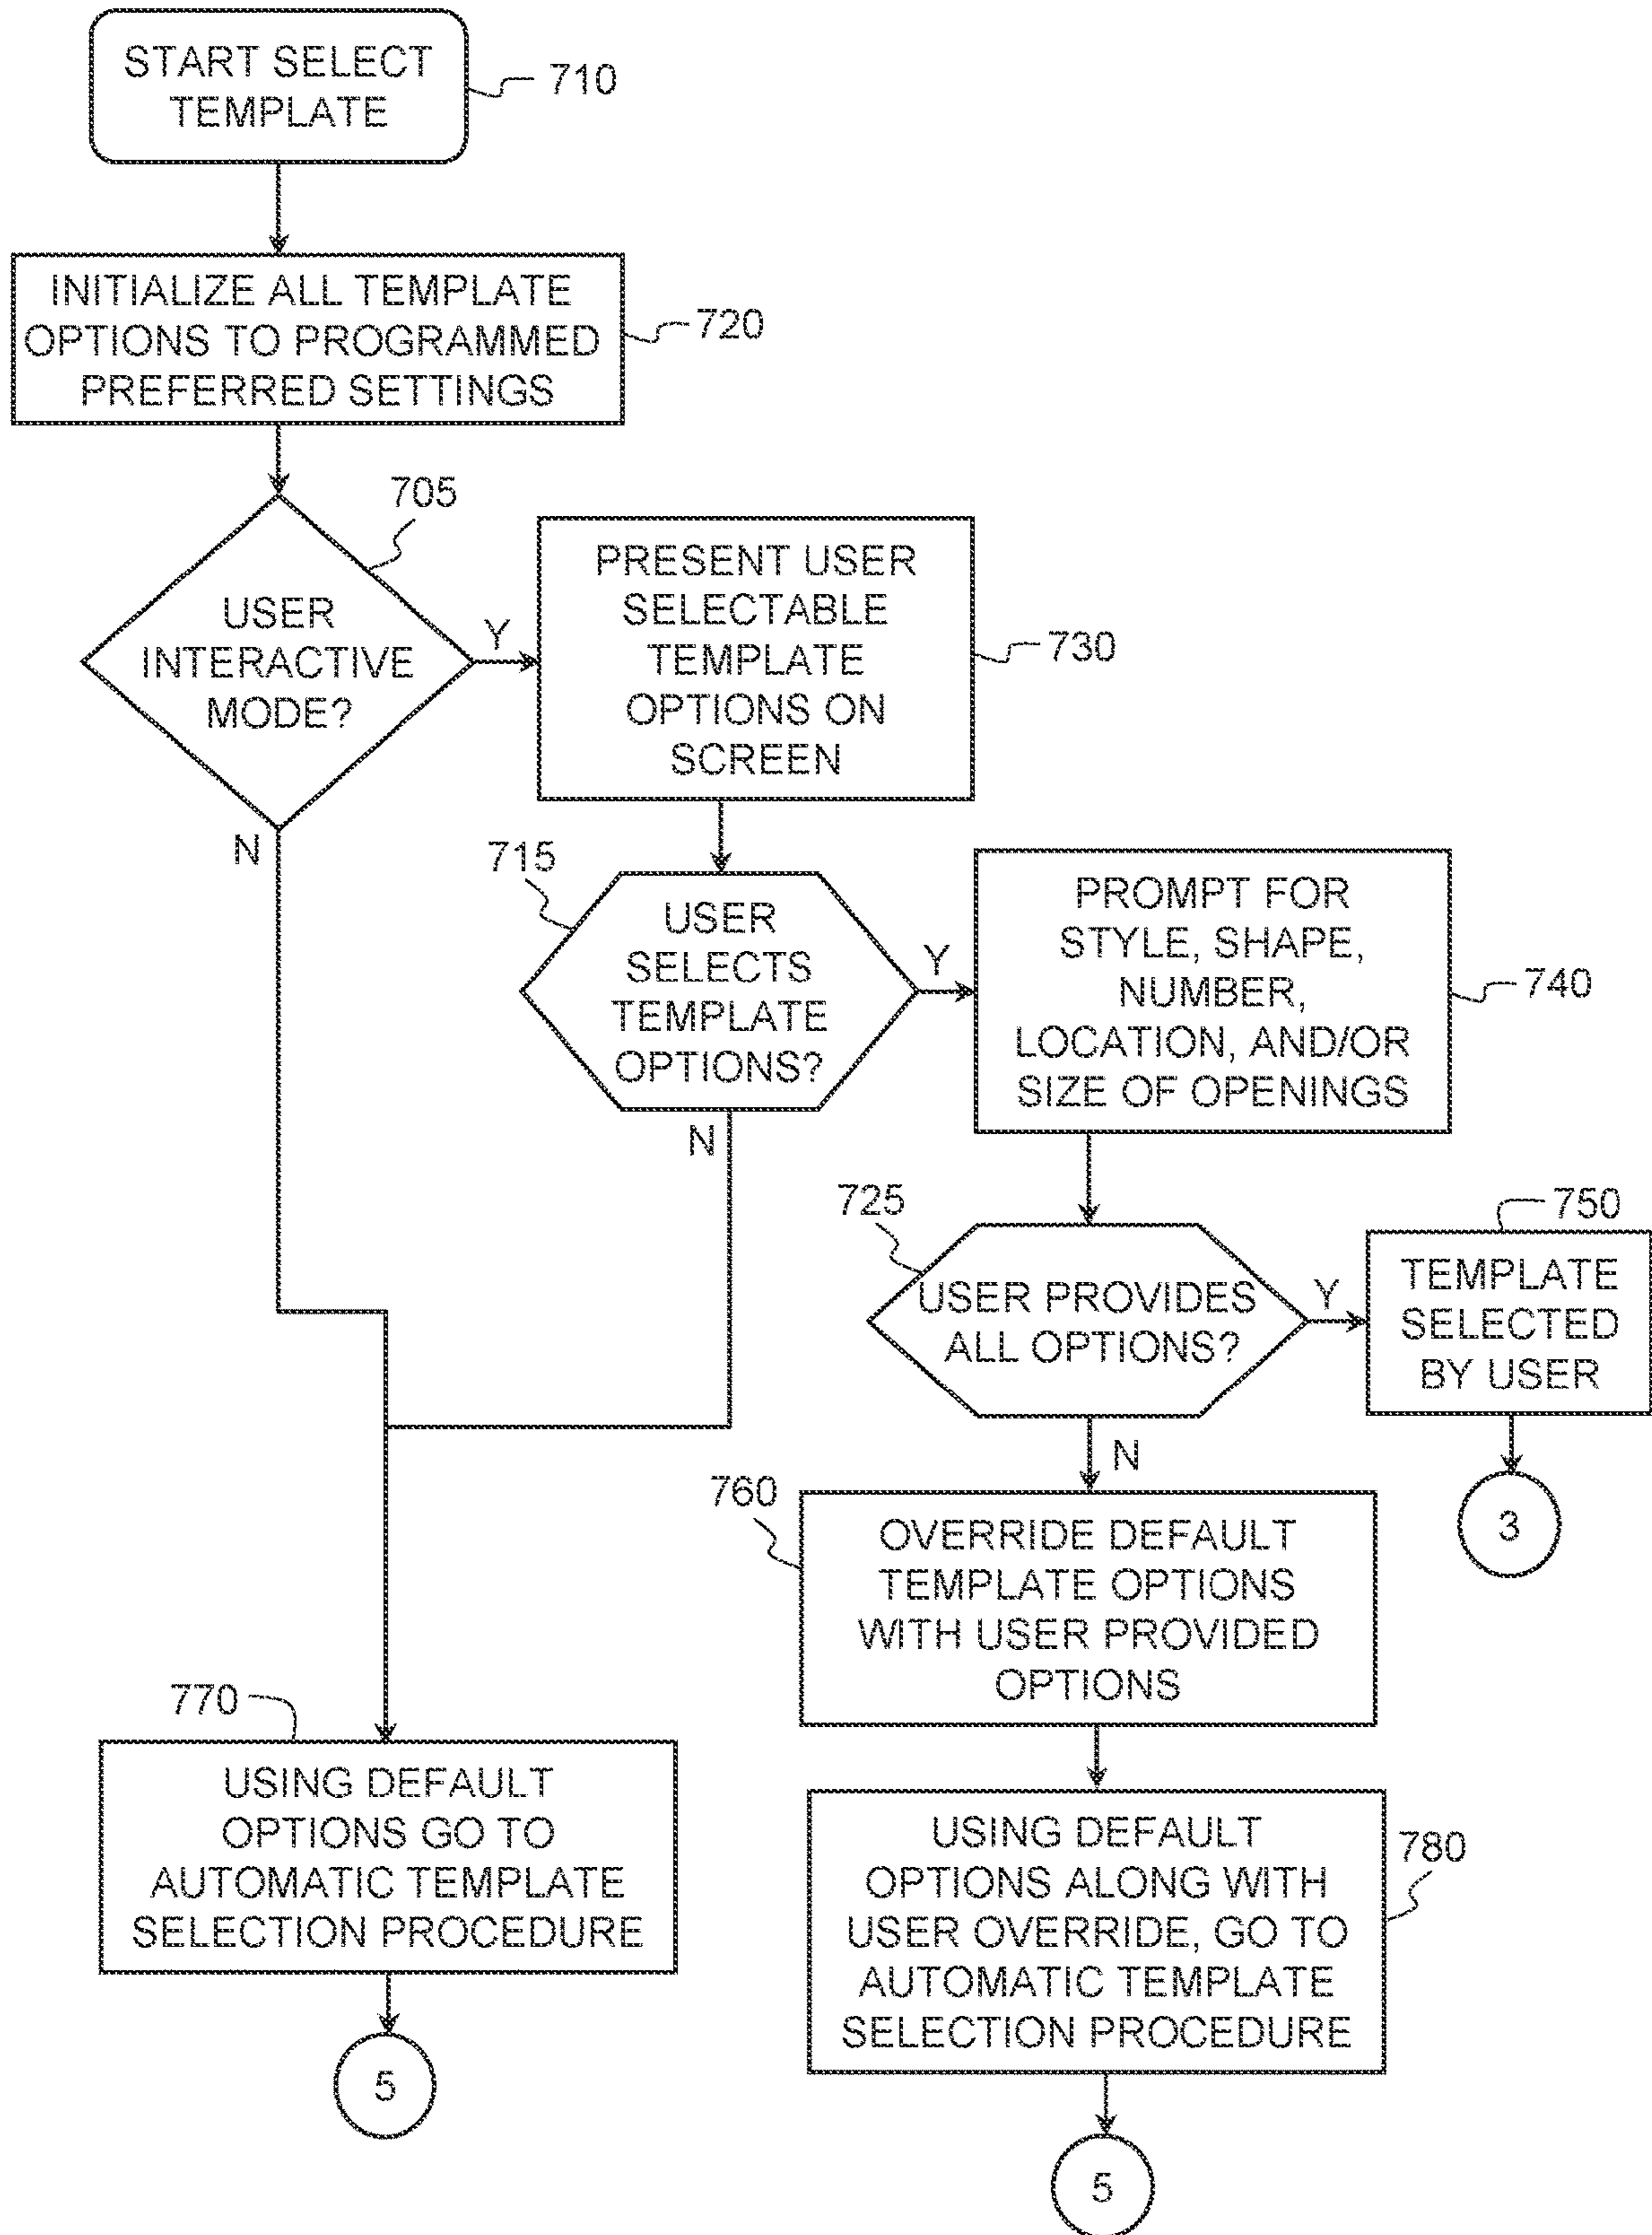 START SELECT
TEMPLATE
710
INITIALIZE ALL TEMPLATE
OPTIONS TO PROGRAMMED
PREFERRED SETTINGS
720
705
USER
INTERACTIVE
MODE?
Y
N
PRESENT USER
SELECTABLE
TEMPLATE
OPTIONS ON
SCREEN
730
715
USER
SELECTS
TEMPLATE
OPTIONS?
Y
N
PROMPT FOR
STYLE, SHAPE,
NUMBER,
LOCATION, AND/OR
SIZE OF OPENINGS
740
725
USER PROVIDES
ALL OPTIONS?
Y
N
750
TEMPLATE
SELECTED
BY USER
3
760
OVERRIDE DEFAULT
TEMPLATE OPTIONS
WITH USER PROVIDED
OPTIONS
770
USING DEFAULT
OPTIONS GO TO
AUTOMATIC TEMPLATE
SELECTION PROCEDURE
5
780
USING DEFAULT
OPTIONS ALONG WITH
USER OVERRIDE, GO TO
AUTOMATIC TEMPLATE
SELECTION PROCEDURE
5